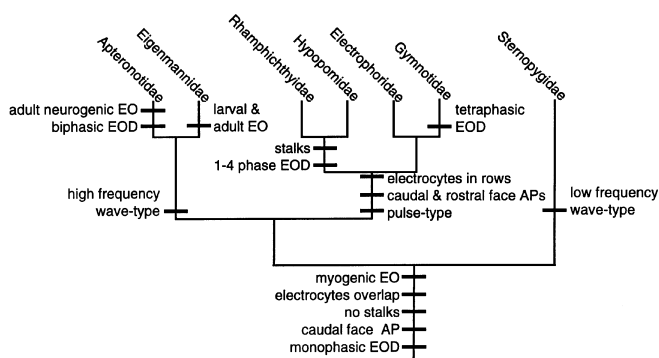 Apteronotidae
Eigenmannidae
Rhamphichthyidae
Hypopomidae
Electrophoridae
Gymnotidae
Sternopygidae
adult neurogenic EO
biphasic EOD
larval &
adult EO
tetraphasic
EOD
stalks
1-4 phase EOD
electrocytes in rows
caudal & rostral face APs
pulse-type
high frequency
wave-type
low frequency
wave-type
myogenic EO
electrocytes overlap
no stalks
caudal face AP
monophasic EOD